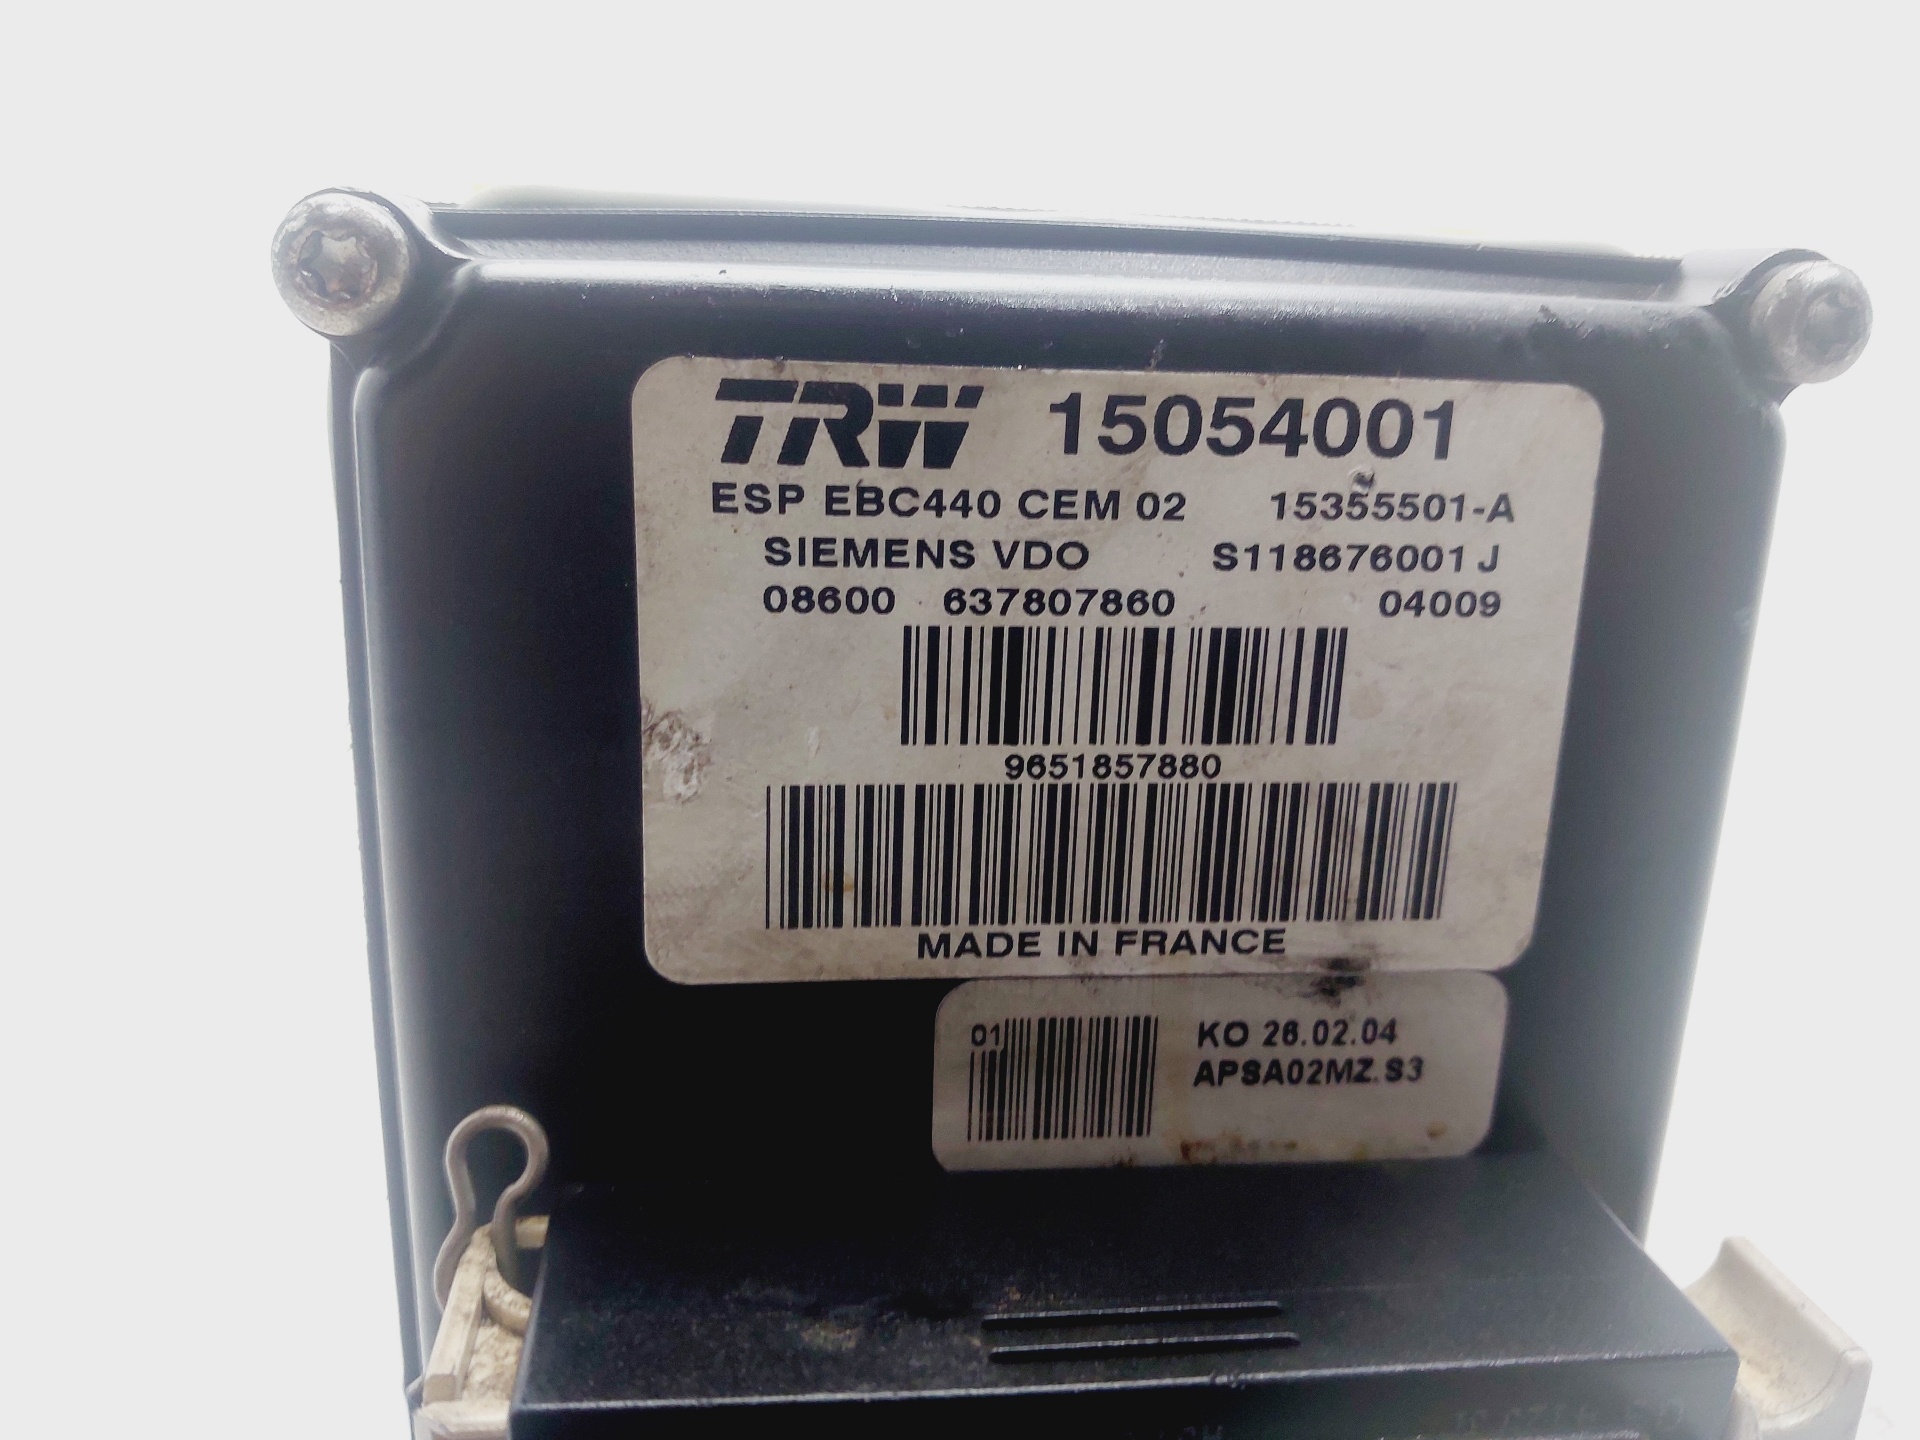 TRW 15054001
ESP EBC440 CEM 02 15355501-A
SIEMENS VDO S118676001 J
08600 637807860 04009
9651857880
MADE IN FRANCE
01 KO 26.02.04
APSA02MZ.S3